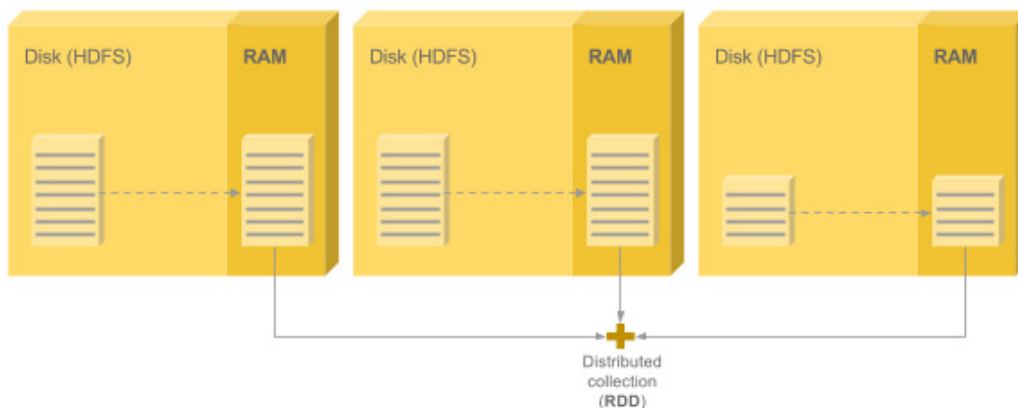 Disk (HDFS) RAM Disk (HDFS) RAM Disk (HDFS) RAM
Distributed
collection
(RDD)